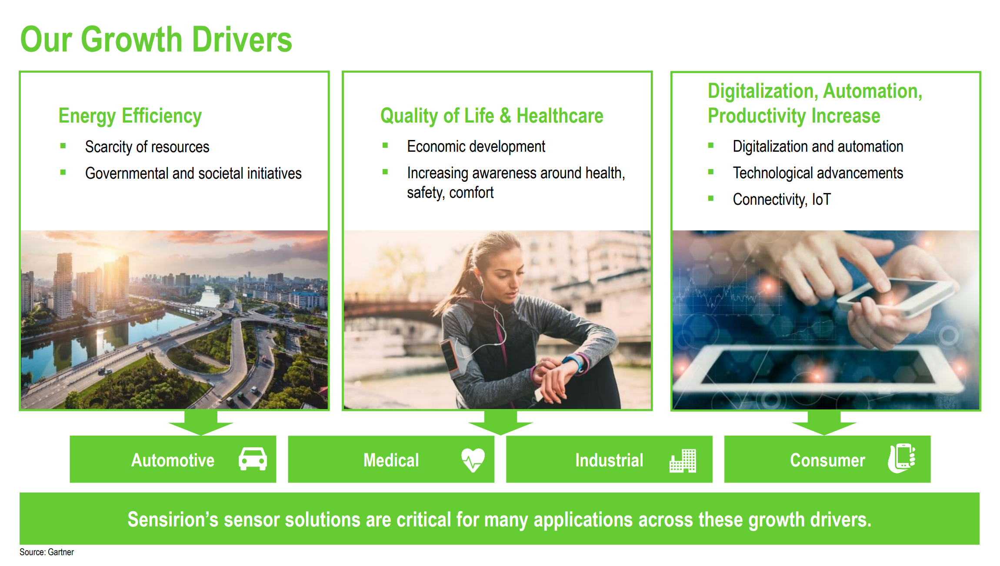 Our Growth Drivers
Energy Efficiency
Scarcity of resources
Governmental and societal initiatives
Quality of Life & Healthcare
Economic development
Increasing awareness around health,
safety, comfort
Digitalization, Automation,
Productivity Increase
Digitalization and automation
Technological advancements
Connectivity, IoT
Automotive
Medical
Industrial
Consumer
Sensirion’s sensor solutions are critical for many applications across these growth drivers.
Source: Gartner